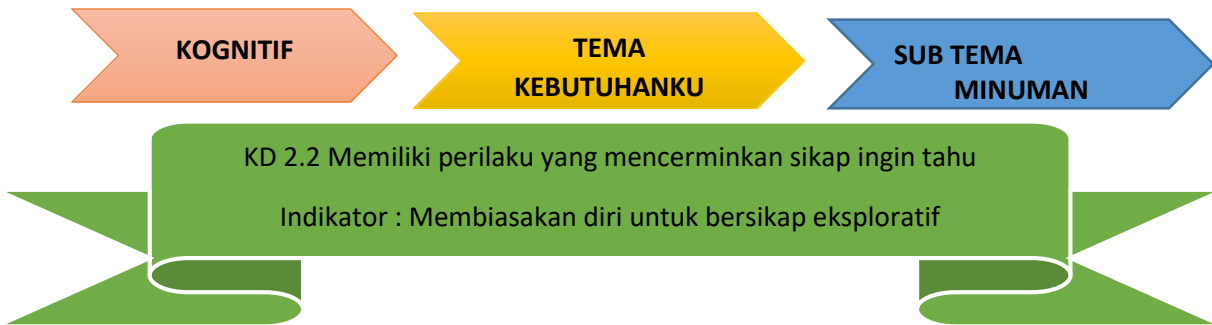 KOGNITIF
TEMA
KEBUTUHANKU
SUB TEMA
MINUMAN
KD 2.2 Memiliki perilaku yang mencerminkan sikap ingin tahu
Indikator : Membiasakan diri untuk bersikap eksploratif